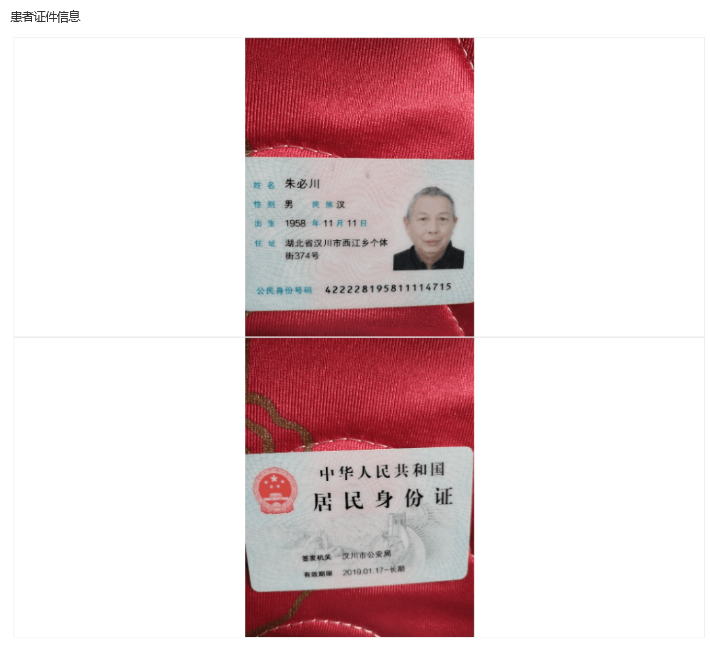 患者证件信息
姓名 朱必川
性别 男 民族 汉
出生 1958 年 11 月 11 日
住址 湖北省汉川市西江乡个体
街374号
公民身份号码 422228195811114715
中华人民共和国
居民身份证
签发机关 汉川市公安局
有效期限 2019.01.17-长期